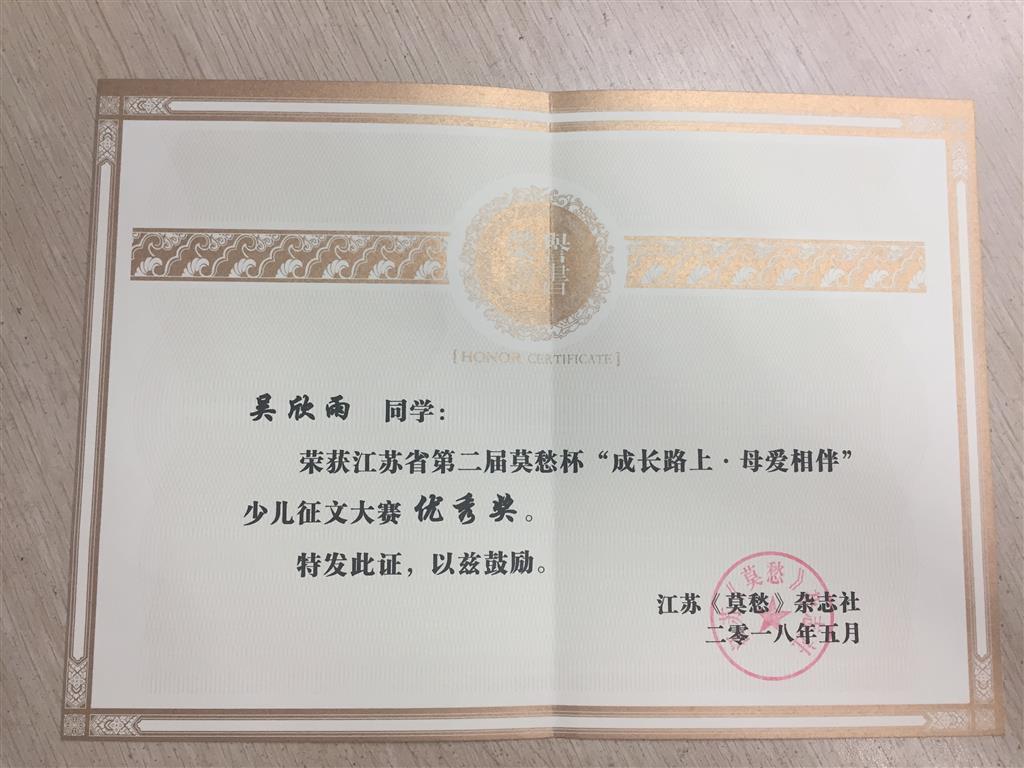 [HONOR CERTIFICATE]
吴欣雨 同学：
荣获江苏省第二届莫愁杯“成长路上·母爱相伴”
少儿征文大赛 优秀奖。
特发此证，以兹鼓励。
江苏《莫愁》杂志社
二零一八年五月